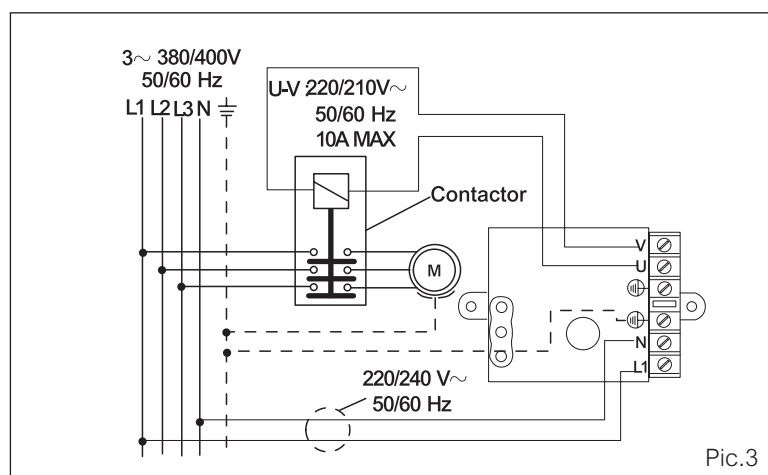 3~ 380/400V
50/60 Hz
L1 L2 L3 N
U-V 220/210V~
50/60 Hz
10A MAX
Contactor
M
V
U
N
L1
220/240 V~
50/60 Hz
Pic.3